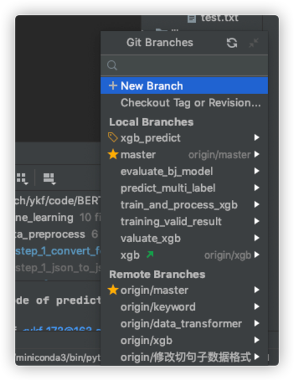 test.txt
Git Branches
+ New Branch
Checkout Tag or Revision...
Local Branches
xgb_predict
master origin/master
evaluate_bj_model
predict_multi_label
train_and_process_xgb
training_valid_result
valuate_xgb
xgb origin/xgb
Remote Branches
origin/master
origin/keyword
origin/data_transformer
origin/xgb
origin/修改切句子数据格式
ch/ykf/code/BERT
ne_learning 10 fi
ta_preprocess 6
step_1_convert_f
step_1_json_to_j
ode of predict
/miniconda3/bin/pyt